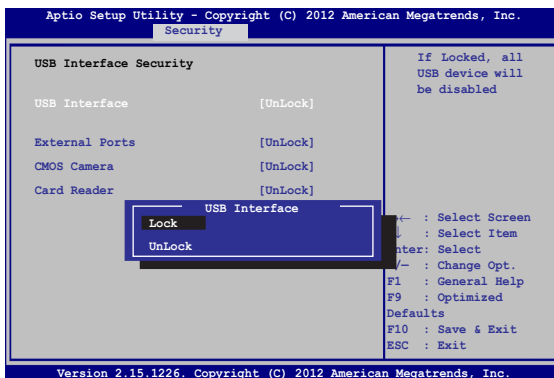 Aptio Setup Utility - Copyright (C) 2012 American Megatrends, Inc.
Security
USB Interface Security
USB Interface [UnLock]
External Ports [UnLock]
CMOS Camera [UnLock]
Card Reader [UnLock]
USB Interface
Lock
UnLock
If Locked, all
USB device will
be disabled
: Select Screen
: Select Item
: Select
: Change Opt.
F1 : General Help
F9 : Optimized
Defaults
F10 : Save & Exit
ESC : Exit
Version 2.15.1226. Copyright (C) 2012 American Megatrends, Inc.